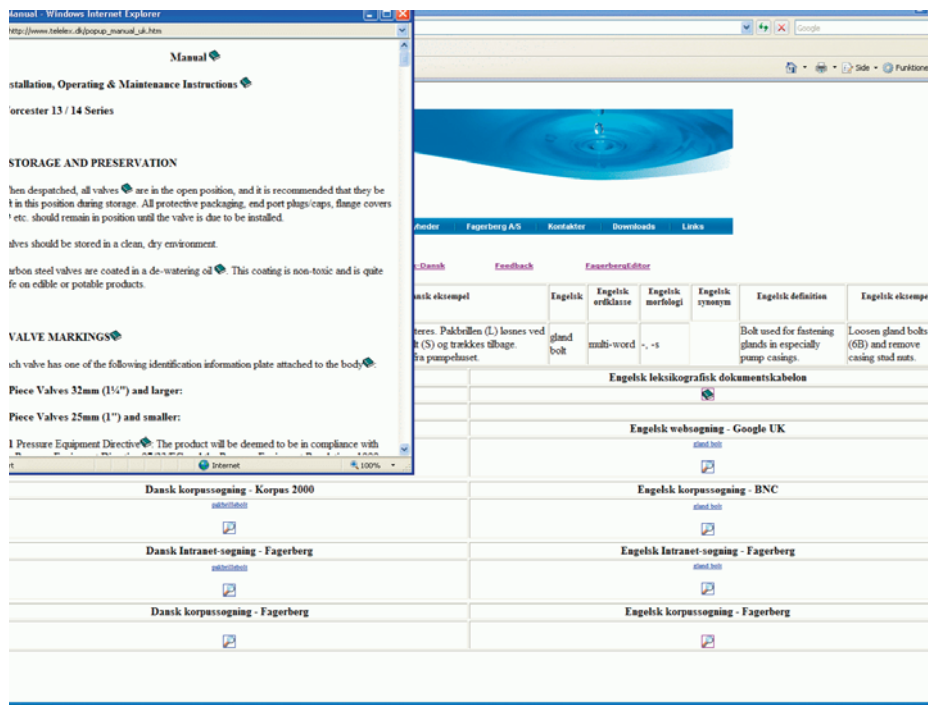 Manual - Windows Internet Explorer
http://www.telelex.dk/popup_manual_uk.htm
Manual
stallation, Operating & Maintenance Instructions
orcester 13 / 14 Series
STORAGE AND PRESERVATION
hen despatched, all valves are in the open position, and it is recommended that they be
t in this position during storage. All protective packaging, end port plugs/caps, flange covers
etc. should remain in position until the valve is due to be installed.
alves should be stored in a clean, dry environment.
arbon steel valves are coated in a de-watering oil . This coating is non-toxic and is quite
fe on edible or potable products.
VALVE MARKINGS
ach valve has one of the following identification information plate attached to the body :
Piece Valves 32mm (1¼") and larger:
Piece Valves 25mm (1") and smaller:
1 Pressure Equipment Directive : The product will be deemed to be in compliance with
Internet
100%
Google
Side
Funktioner
heder
Fagerberg A/S
Kontakter
Downloads
Links
-Dansk
Feedback
FagerbergEditor
ansk eksempel
Engelsk
Engelsk ordklasse
Engelsk morfologi
Engelsk synonym
Engelsk definition
Engelsk eksempe
teres. Pakbrillen (L) løsnes ved
lt (S) og trækkes tilbage.
fra pumpehuset.
gland bolt
multi-word
-, -s
Bolt used for fastening
glands in especially
pump casings.
Loosen gland bolts
(6B) and remove
casing stud nuts.
Engelsk leksikografisk dokumentskabelon
Engelsk websøgning - Google UK
gland bolt
Dansk korpussøgning - Korpus 2000
pakbrillebolt
Engelsk korpussøgning - BNC
gland bolt
Dansk Intranet-søgning - Fagerberg
pakbrillebolt
Engelsk Intranet-søgning - Fagerberg
gland bolt
Dansk korpussøgning - Fagerberg
Engelsk korpussøgning - Fagerberg